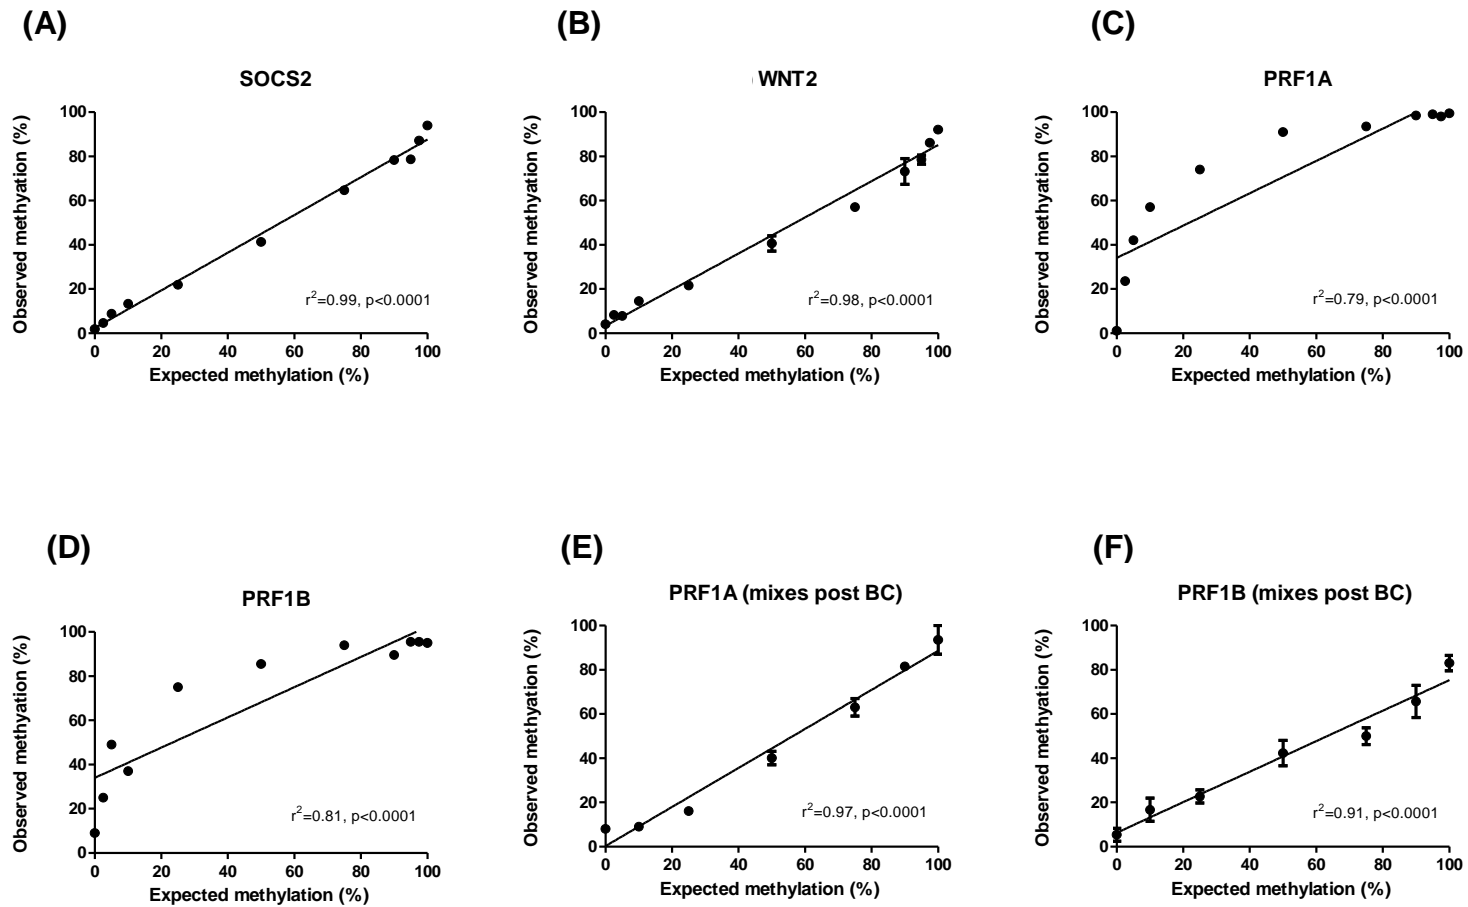 (A)
SOCS2
Observed methyation (%)
100
80
60
40
20
0
r²=0.99, p<0.0001
0 20 40 60 80 100
Expected methylation (%)
(B)
WNT2
Observed methyation (%)
100
80
60
40
20
0
r²=0.98, p<0.0001
0 20 40 60 80 100
Expected methylation (%)
(C)
PRF1A
Observed methyation (%)
100
80
60
40
20
0
r²=0.79, p<0.0001
0 20 40 60 80 100
Expected methylation (%)
(D)
PRF1B
Observed methyation (%)
100
80
60
40
20
0
r²=0.81, p<0.0001
0 20 40 60 80 100
Expected methylation (%)
(E)
PRF1A (mixes post BC)
Observed methyation (%)
100
80
60
40
20
0
r²=0.97, p<0.0001
0 20 40 60 80 100
Expected methylation (%)
(F)
PRF1B (mixes post BC)
Observed methyation (%)
100
80
60
40
20
0
r²=0.91, p<0.0001
0 20 40 60 80 100
Expected methylation (%)